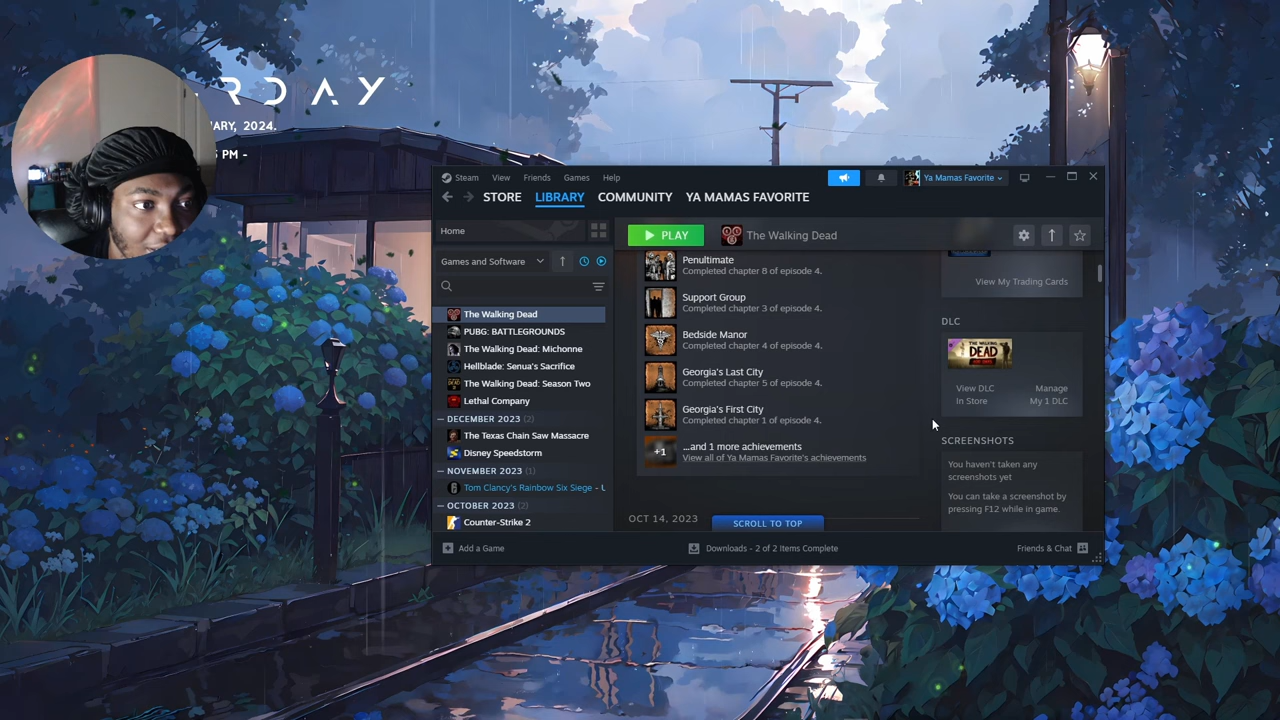 RDAY
ARY, 2024.
PM -
Steam View Friends Games Help
Ya Mamas Favorite
STORE LIBRARY COMMUNITY YA MAMAS FAVORITE
Home
PLAY
The Walking Dead
Games and Software
The Walking Dead
PUBG: BATTLEGROUNDS
The Walking Dead: Michonne
Hellblade: Senua's Sacrifice
The Walking Dead: Season Two
Lethal Company
— DECEMBER 2023 (2)
The Texas Chain Saw Massacre
Disney Speedstorm
— NOVEMBER 2023 (1)
Tom Clancy's Rainbow Six Siege - U
— OCTOBER 2023 (2)
Counter-Strike 2
Penultimate
Completed chapter 8 of episode 4.
Support Group
Completed chapter 3 of episode 4.
Bedside Manor
Completed chapter 4 of episode 4.
Georgia's Last City
Completed chapter 5 of episode 4.
Georgia's First City
Completed chapter 1 of episode 4.
+1
...and 1 more achievements
View all of Ya Mamas Favorite's achievements
OCT 14, 2023
SCROLL TO TOP
View My Trading Cards
DLC
THE WALKING
DEAD
View DLC
In Store
Manage
My 1 DLC
SCREENSHOTS
You haven't taken any
screenshots yet
You can take a screenshot by
pressing F12 while in game.
Add a Game
Downloads - 2 of 2 Items Complete
Friends & Chat